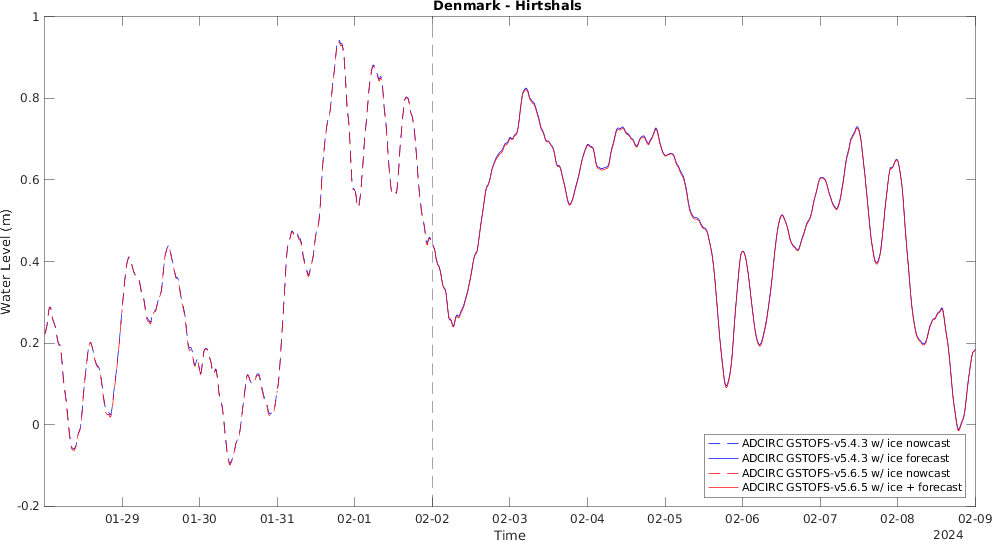 Denmark - Hirtshals
Water Level (m)
1
0.8
0.6
0.4
0.2
0
-0.2
01-29 01-30 01-31 02-01 02-02 02-03 02-04 02-05 02-06 02-07 02-08 02-09
Time
2024
ADCIRC GSTOFS-v5.4.3 w/ ice nowcast
ADCIRC GSTOFS-v5.4.3 w/ ice forecast
ADCIRC GSTOFS-v5.6.5 w/ ice nowcast
ADCIRC GSTOFS-v5.6.5 w/ ice + forecast